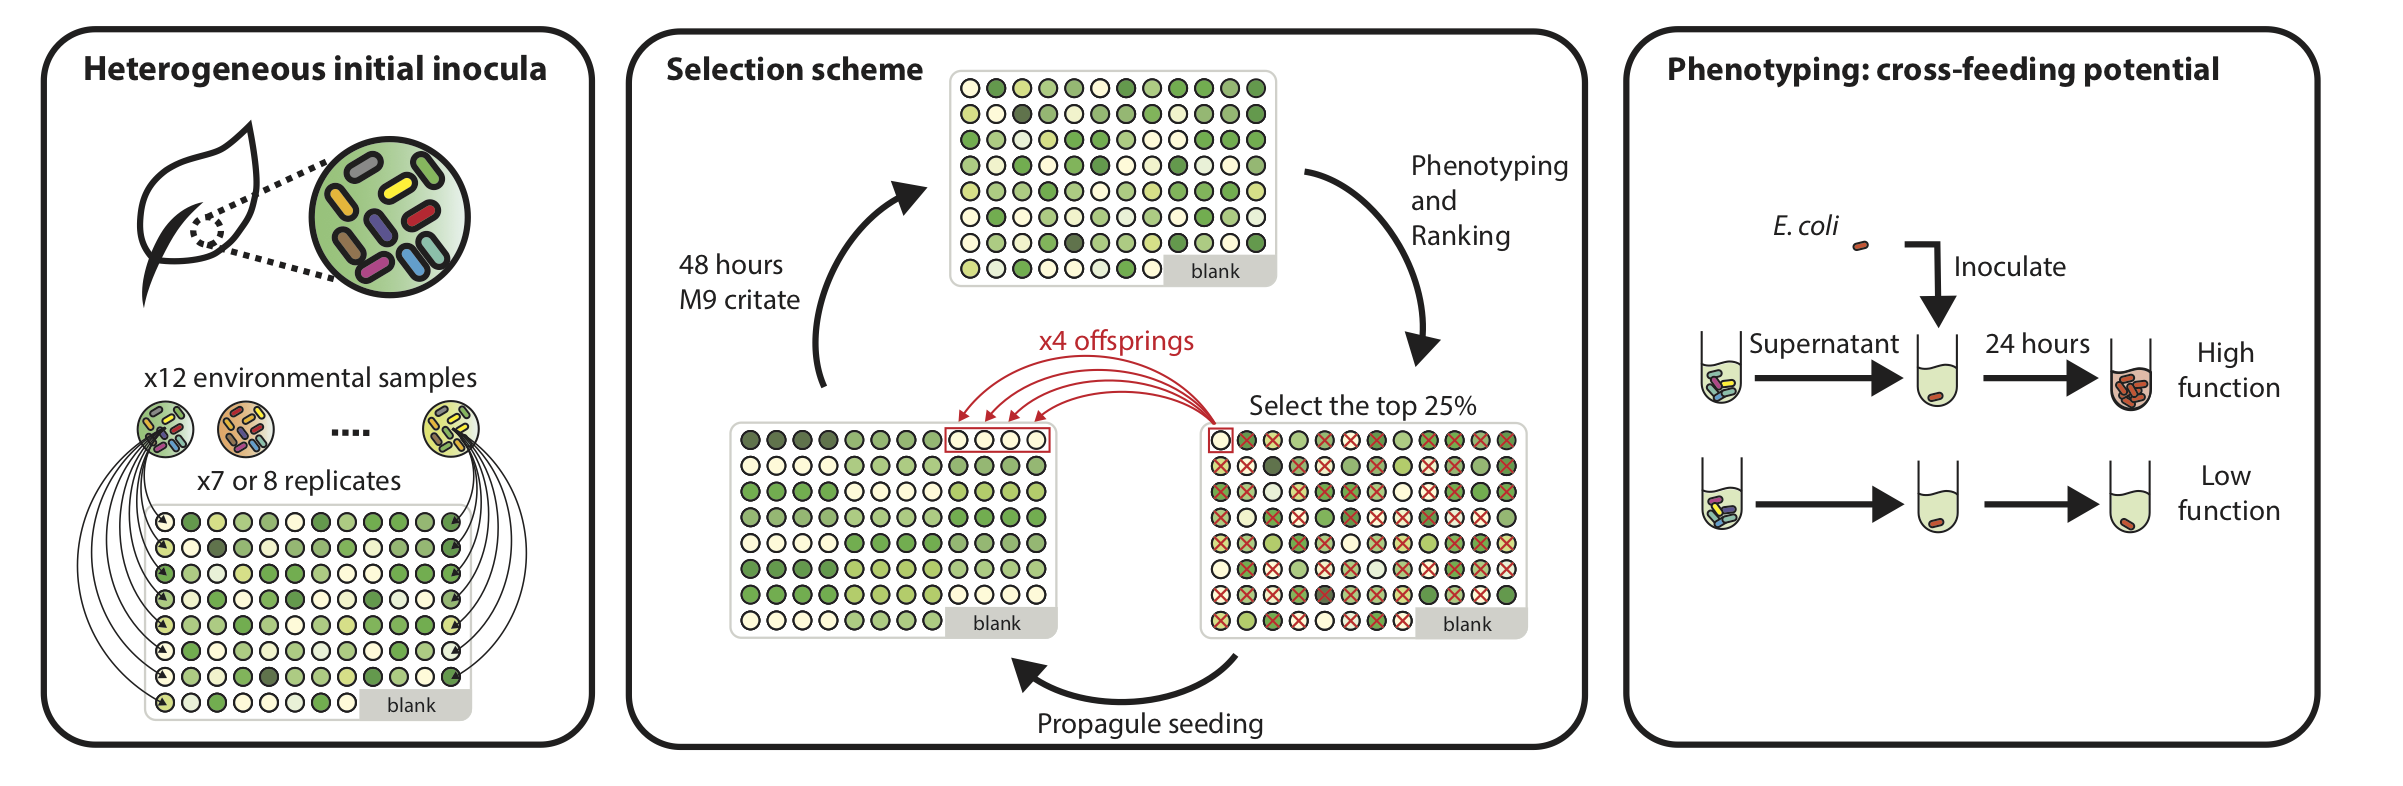 Heterogeneous initial inocula
x12 environmental samples
x7 or 8 replicates
blank
Selection scheme
Phenotyping
and
Ranking
48 hours
M9 critate
x4 offsprings
Select the top 25%
blank
blank
blank
Propagule seeding
Phenotyping: cross-feeding potential
E. coli
Inoculate
Supernatant
24 hours
High
function
Low
function